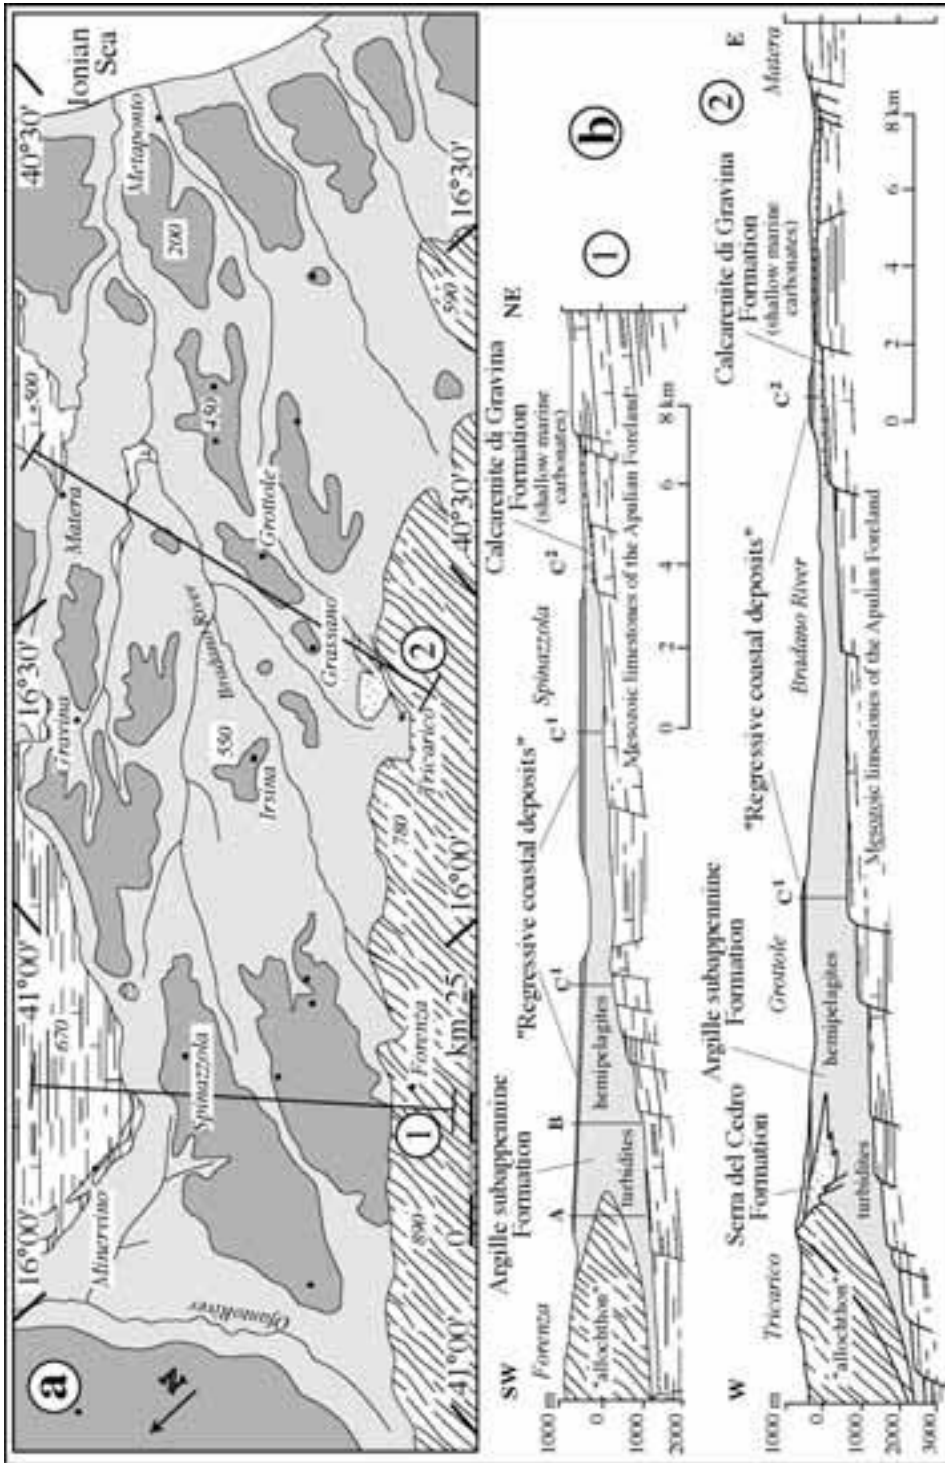 a
N
16°00'
41°00'
16°30'
40°30'
Ionian
Sea
670
Minervino
Gravina
Matera
500
Metaponto
Ofanto River
Spinazzola
Bradano River
550
Irsina
450
Grottole
200
Grassano
890
1
Forenza
780
Tricarico
2
590
41°00'
0
km 25
16°00'
40°30'
16°30'
b
1
SW
NE
Forenza
Argille subappennine
Formation
"Regressive coastal deposits"
Spinazzola
Calcarenite di Gravina
Formation
(shallow marine
carbonates)
A
B
C1
C1
C2
1000 m
0
1000
2000
"allochthon"
turbidites
hemipelagites
Mesozoic limestones of the Apulian Foreland
0
2
4
6
8 km
2
W
E
Tricarico
Serra del Cedro
Formation
Argille subappennine
Formation
Grottole
"Regressive coastal deposits"
Bradano River
Calcarenite di Gravina
Formation
(shallow marine
carbonates)
Matera
C1
C2
1000 m
0
1000
2000
3000
"allochthon"
turbidites
hemipelagites
Mesozoic limestones of the Apulian Foreland
0
2
4
6
8 km